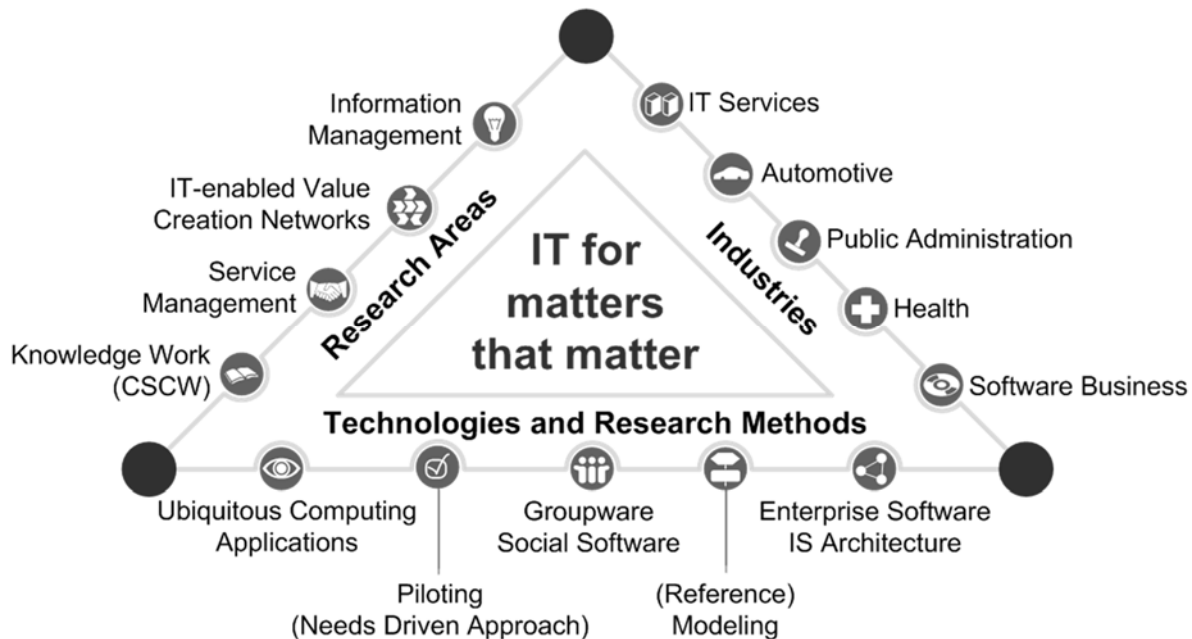 Information
Management
IT-enabled Value
Creation Networks
Service
Management
Knowledge Work
(CSCW)
Research Areas
IT for
matters
that matter
Industries
IT Services
Automotive
Public Administration
Health
Software Business
Technologies and Research Methods
Ubiquitous Computing
Applications
Piloting
(Needs Driven Approach)
Groupware
Social Software
(Reference)
Modeling
Enterprise Software
IS Architecture